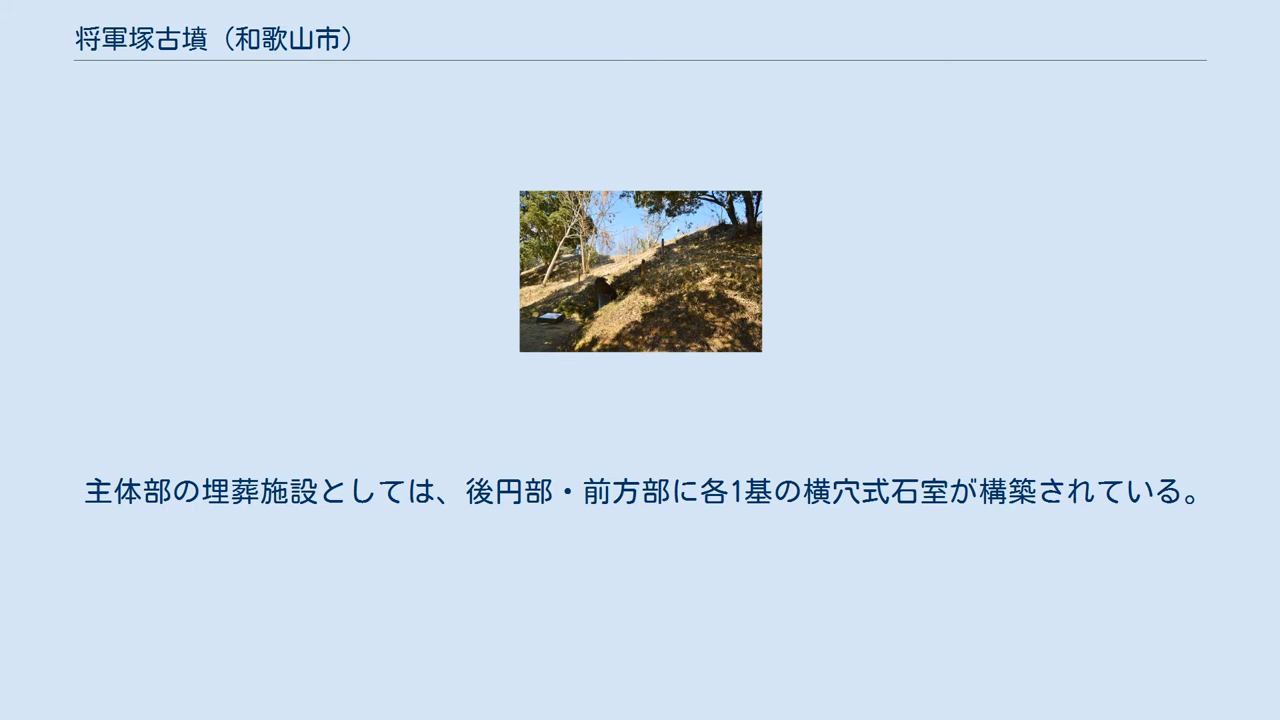 将軍塚古墳（和歌山市）
主体部の埋葬施設としては、後円部・前方部に各1基の横穴式石室が構築されている。